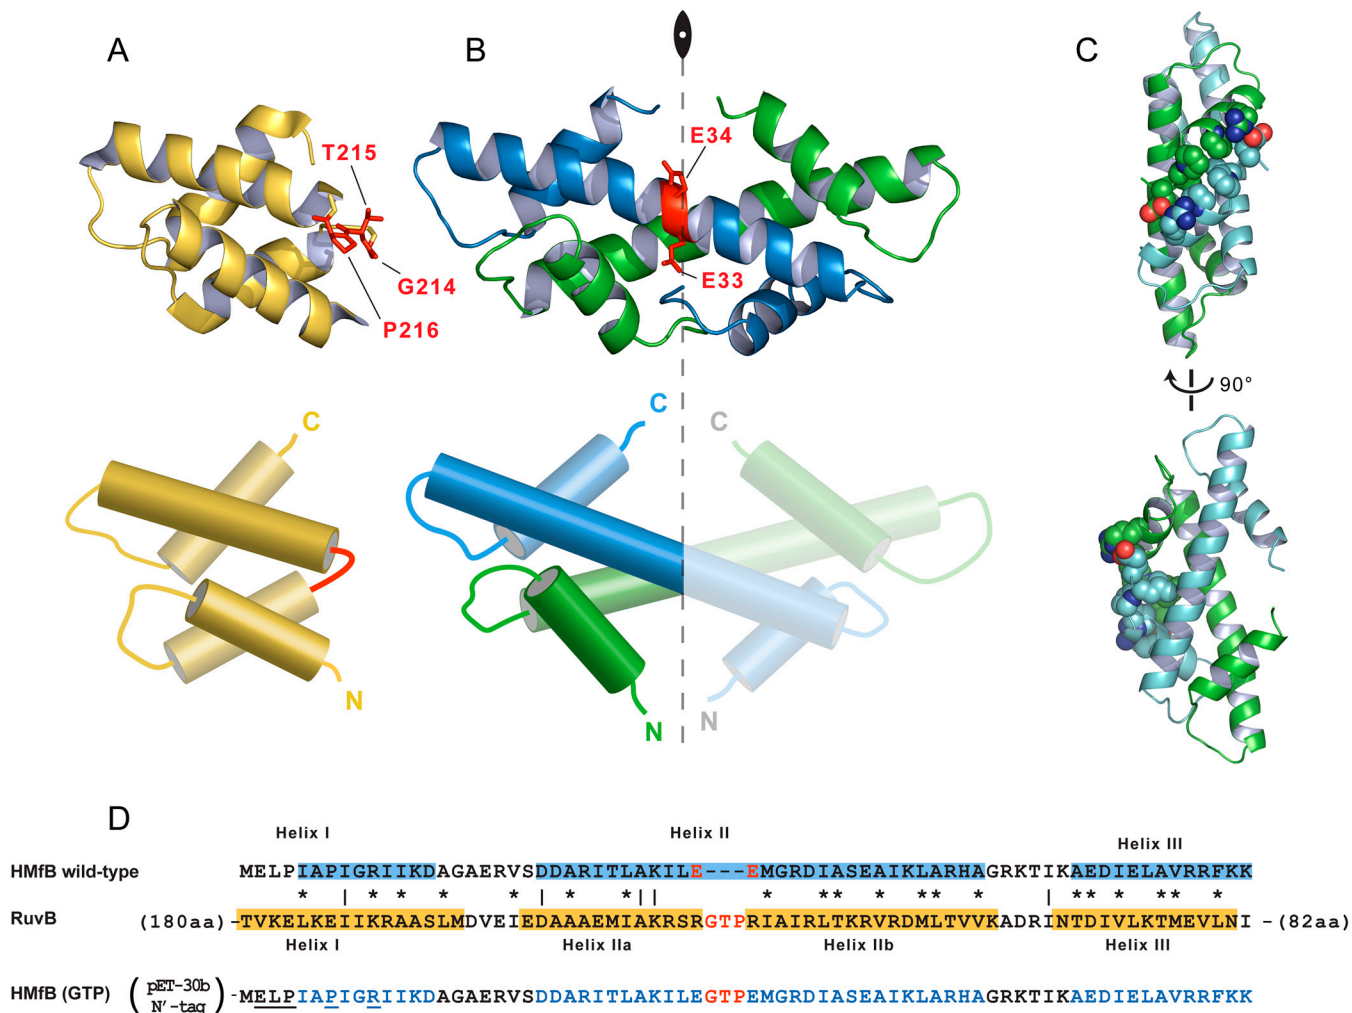 A
B
C
T215
G214
P216
E34
E33
90°
C
N
C
C
N
N
D
Helix I
Helix II
Helix III
HMfB wild-type MELPIAPIGRIIKDAGAERVSDDARITLAKILE---EMGRDIASEAIKLARHAGRKTIKAEDIELAVRRFKK
* | * * * * | * | | * ** * ** * | ** * ** *
RuvB (180aa) -TVKELKEIIKRAASLMDVEIEDAAAEMIAKRSRGTPRIAIRLTKRVRDMLTVVKADRINTDIVLKTMEVLNI -(82aa)
Helix I
Helix IIa
Helix IIb
Helix III
HMfB (GTP) (pET-30b N'-tag) -MELPIAPIGRIIKDAGAERVSDDARITLAKILEGTPEMGRDIASEAIKLARHAGRKTIKAEDIELAVRRFKK